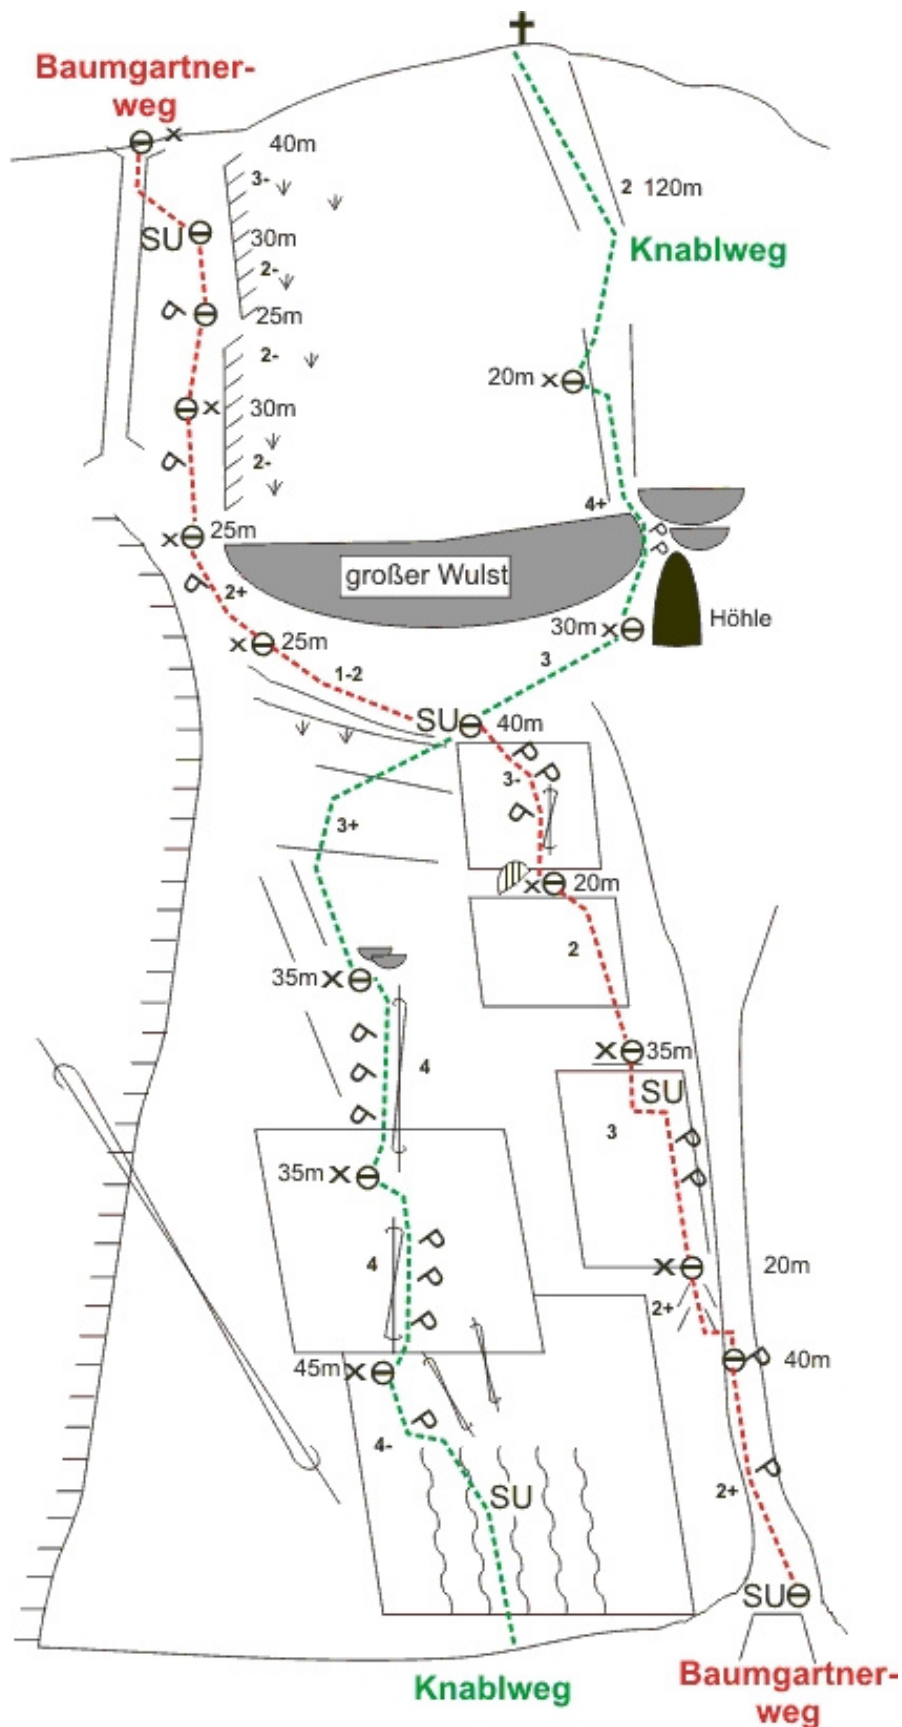 Baumgartner-
weg
40m
3-
2 120m
SU
30m
Knablweg
2-
25m
2-
20m
30m
2-
4+
25m
großer Wulst
2+
30m
Höhle
25m
1-2
3
SU
40m
3-
3+
20m
2
35m
35m
4
SU
3
35m
4
20m
2+
40m
45m
4-
2+
SU
SU
Knablweg
Baumgartner-
weg